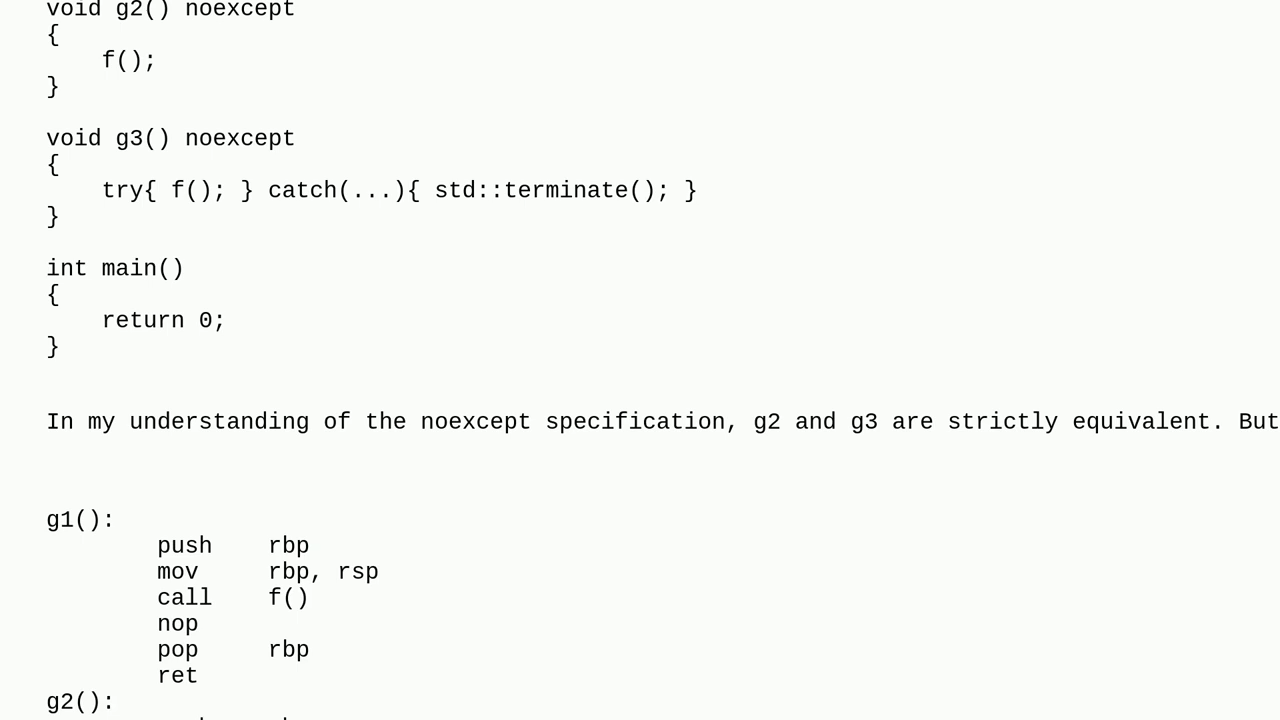 void g2() noexcept
{
    f();
}
void g3() noexcept
{
    try{ f(); } catch(...){ std::terminate(); }
}
int main()
{
    return 0;
}
In my understanding of the noexcept specification, g2 and g3 are strictly equivalent. But
g1():
        push    rbp
        mov     rbp, rsp
        call    f()
        nop
        pop     rbp
        ret
g2():